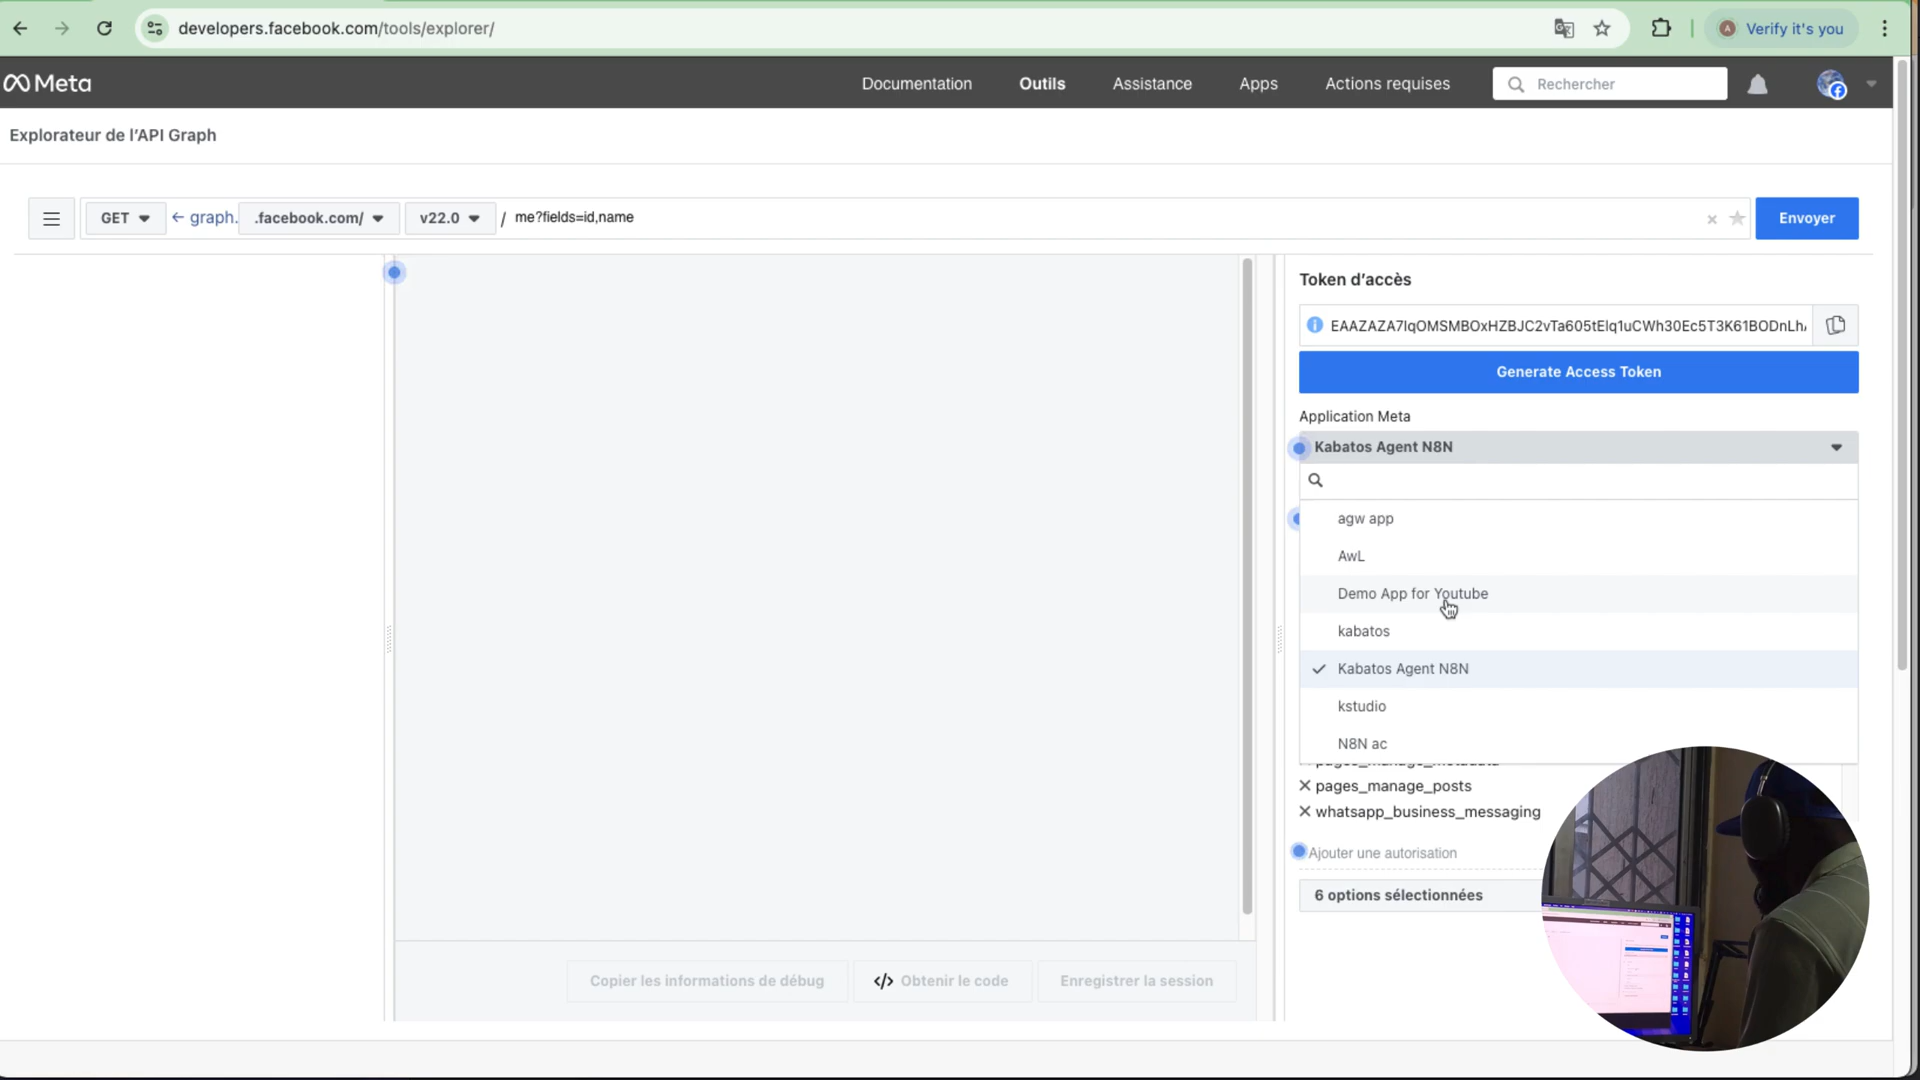 developers.facebook.com/tools/explorer/
Verify it's you
Meta
Documentation
Outils
Assistance
Apps
Actions requises
Rechercher
Explorateur de l'API Graph
GET
graph.
.facebook.com/
v22.0
/
me?fields=id,name
Envoyer
Token d'accès
EAAZAZA7IqOMSMBOxHZBJC2vTa605tElq1uCWh30Ec5T3K61BODnLh
Generate Access Token
Application Meta
Kabatos Agent N8N
agw app
AwL
Demo App for Youtube
kabatos
Kabatos Agent N8N
kstudio
N8N ac
pages_manage_metadata
pages_manage_posts
whatsapp_business_messaging
Ajouter une autorisation
6 options sélectionnées
Copier les informations de débug
</> Obtenir le code
Enregistrer la session